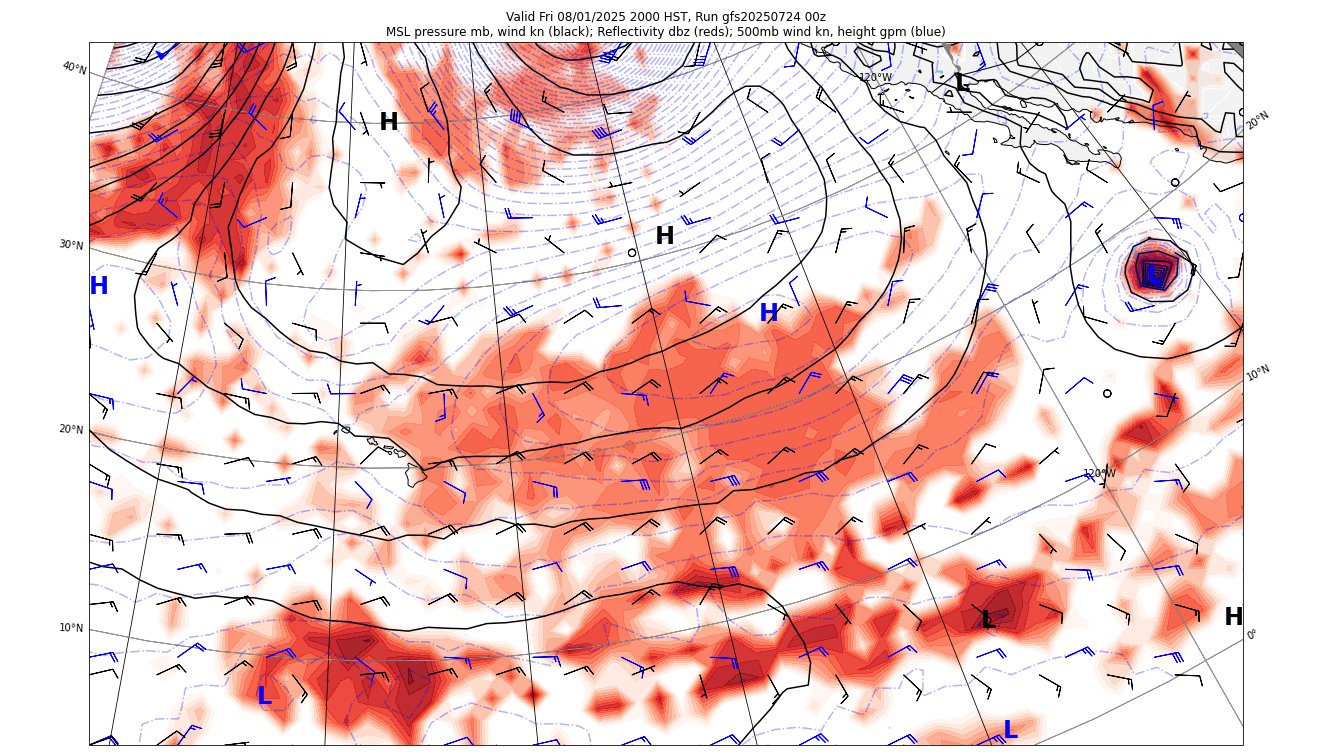 Valid Fri 08/01/2025 2000 HST, Run gfs20250724 00z
MSL pressure mb, wind kn (black); Reflectivity dbz (reds); 500mb wind kn, height gpm (blue)
40°N
120°W
L
20°N
H
H
30°N
H
L
H
10°N
20°N
120°W
10°N
L
H
0°
L
L